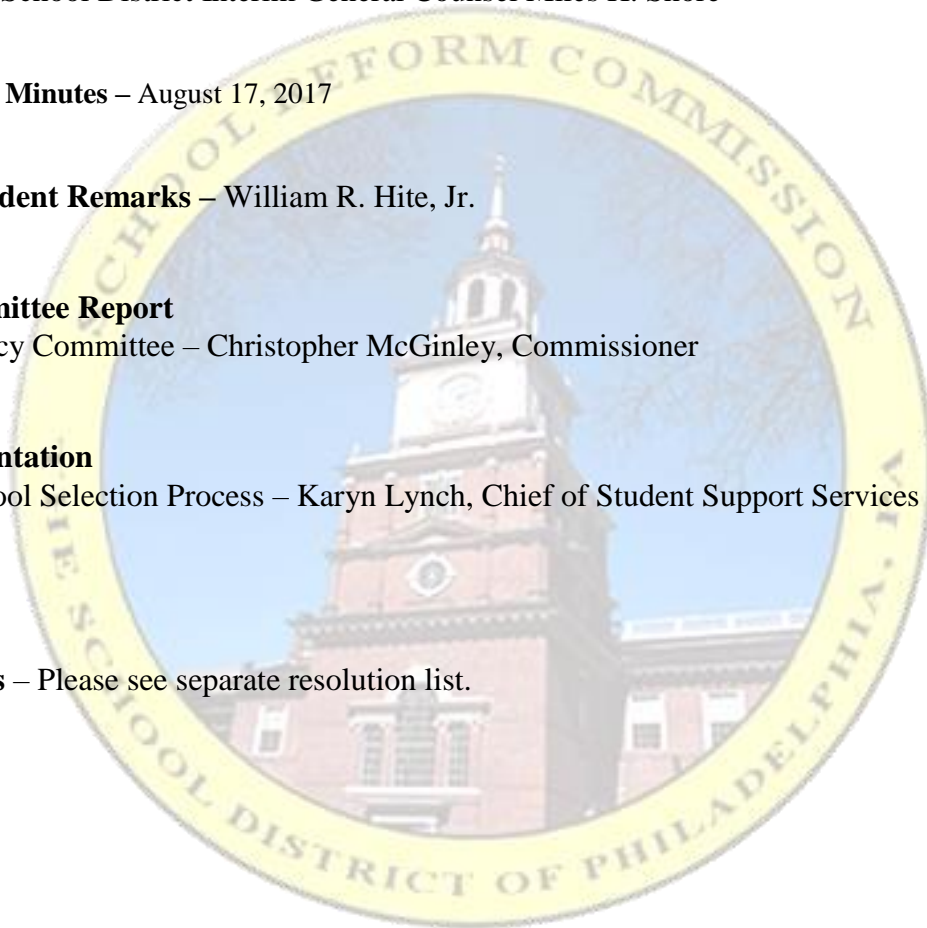 School District Interim General Counsel Miles H. Shore
Minutes – August 17, 2017
dent Remarks – William R. Hite, Jr.
mittee Report
cy Committee – Christopher McGinley, Commissioner
ntation
ool Selection Process – Karyn Lynch, Chief of Student Support Services
s – Please see separate resolution list.
SCHOOL REFORM COMMISSION
THE SCHOOL DISTRICT OF PHILADELPHIA, PA